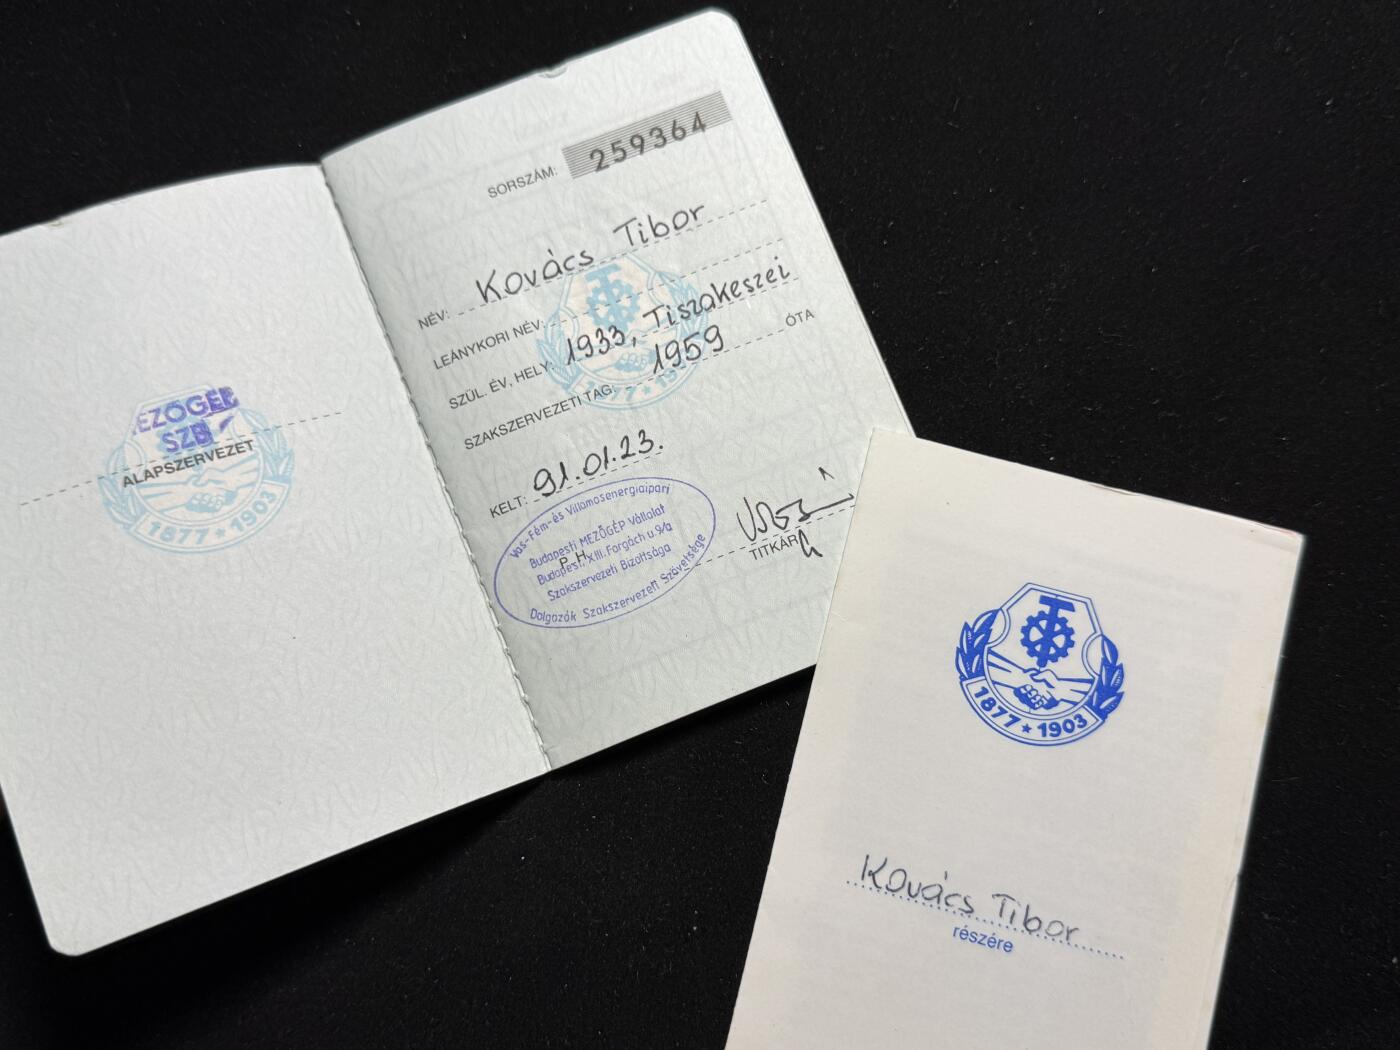 EZŐGÉP
SZB
ALAPSZERVEZET
1877 ★ 1903
SORSZÁM: 259364
NÉV: Kovács Tibor
LEÁNYKORI NÉV:
SZÜL. ÉV, HELY: 1933, Tiszakeszei
SZAKSZERVEZETI TAG: 1959 ÓTA
1877 ★ 19
KELT: 91.01.23.
Vas-Fém-és Villamosenergiaipari
Budapesti MEZŐGÉP Vállalat
P. H.
Budapest, XIII. Forgách u. 9/a
Szakszervezeti Bizottsága
Dolgozók Szakszervezeti Szövetsége
TITKÁR
1877 ★ 1903
Kovács Tibor
részére